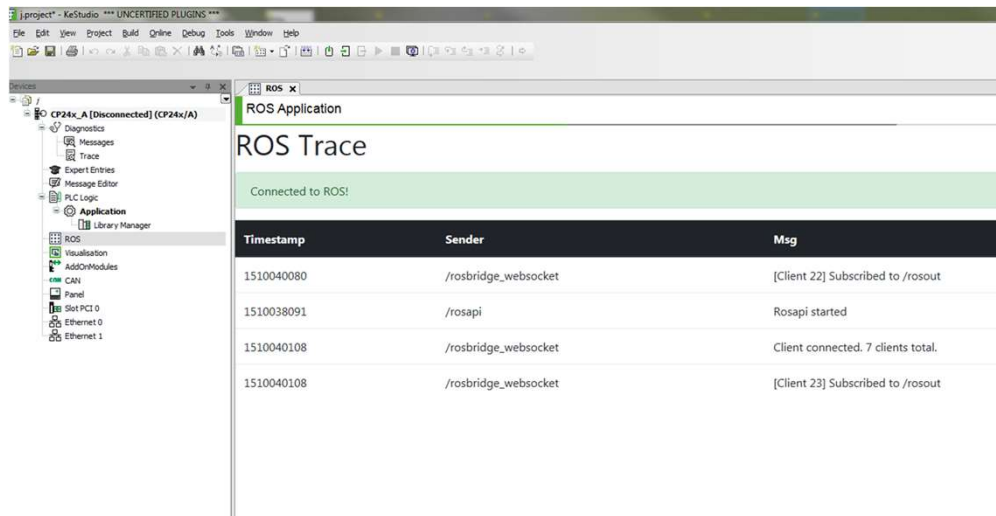 j.project* - KeStudio *** UNCERTIFIED PLUGINS ***
File Edit View Project Build Online Debug Tools Window Help
Devices
/
CP24x_A [Disconnected] (CP24x/A)
Diagnostics
Messages
Trace
Expert Entries
Message Editor
PLC Logic
Application
Library Manager
ROS
Visualisation
AddOnModules
CAN
Panel
Slot PCI 0
Ethernet 0
Ethernet 1
ROS X
ROS Application
ROS Trace
Connected to ROS!
Timestamp Sender Msg
1510040080 /rosbridge_websocket [Client 22] Subscribed to /rosout
1510038091 /rosapi Rosapi started
1510040108 /rosbridge_websocket Client connected. 7 clients total.
1510040108 /rosbridge_websocket [Client 23] Subscribed to /rosout